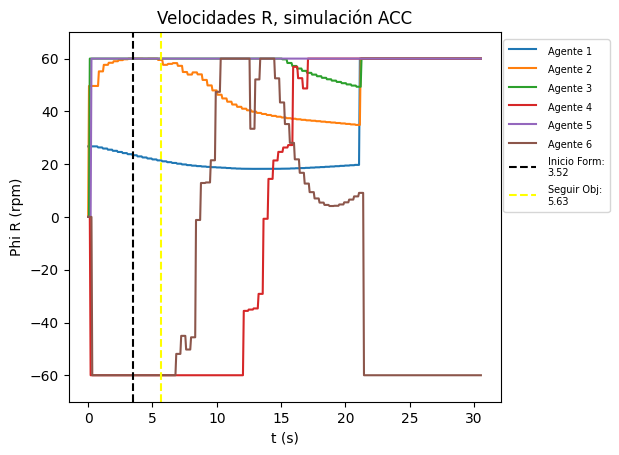 Velocidades R, simulación ACC
Phi R (rpm)
60
40
20
0
−20
−40
−60
0
5
10
15
20
25
30
t (s)
Agente 1
Agente 2
Agente 3
Agente 4
Agente 5
Agente 6
Inicio Form:
3.52
Seguir Obj:
5.63